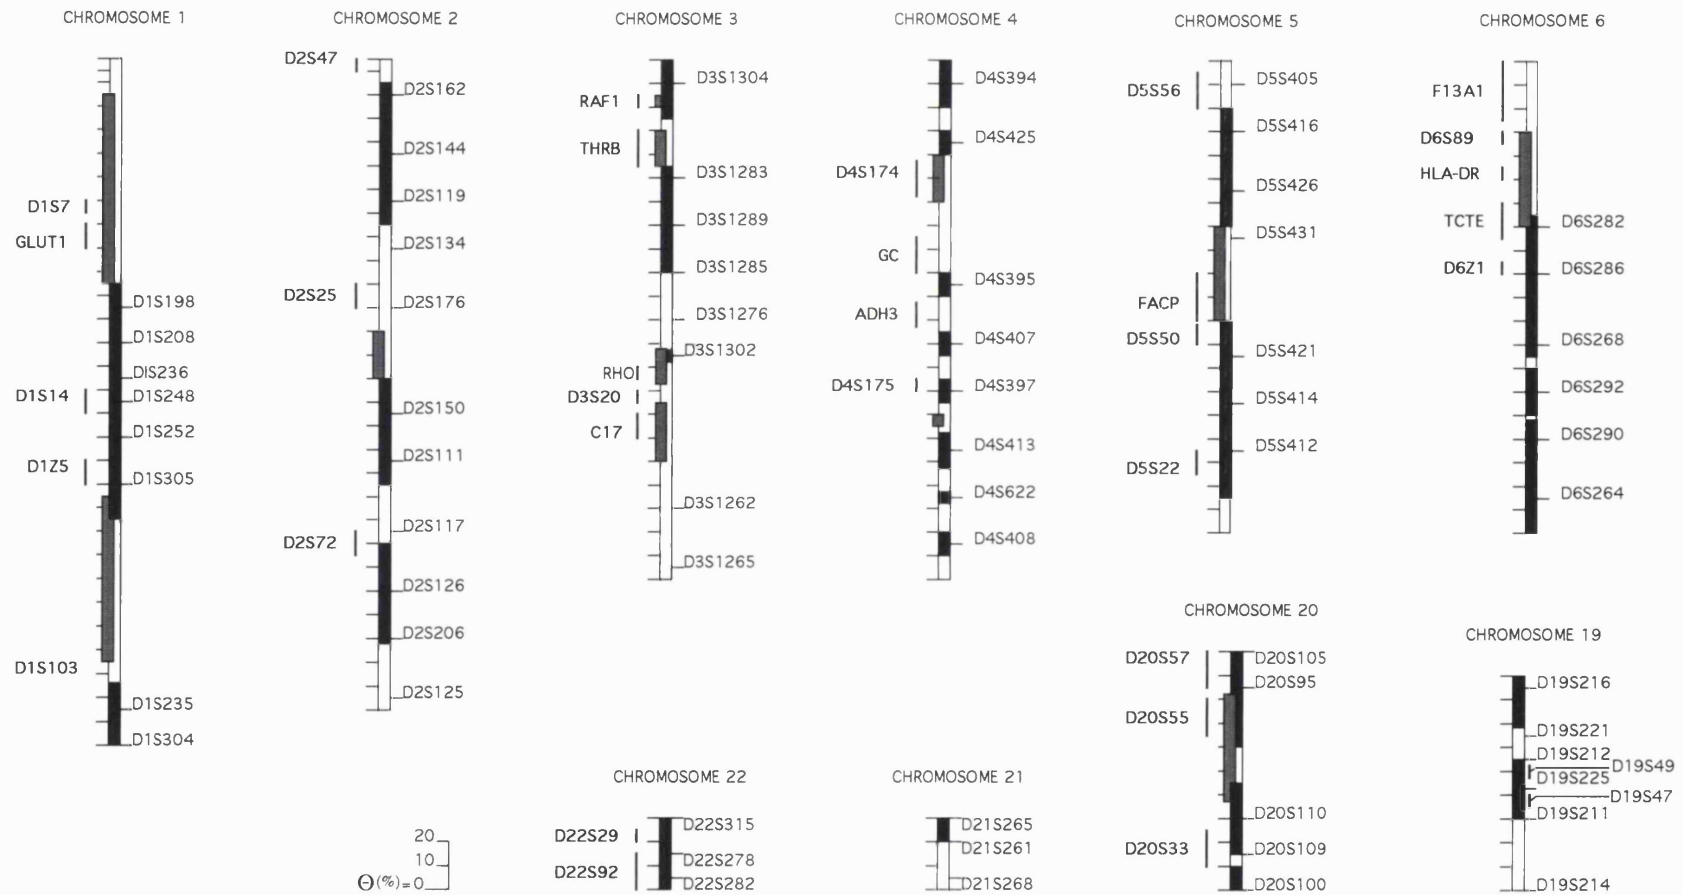 CHROMOSOME 1
D1S7
GLUT1
D1S198
D1S208
DIS236
D1S14
D1S248
D1S252
D1Z5
D1S305
D1S103
D1S235
D1S304
CHROMOSOME 2
D2S47
D2S162
D2S144
D2S119
D2S134
D2S25
D2S176
D2S150
D2S111
D2S117
D2S72
D2S126
D2S206
D2S125
CHROMOSOME 3
D3S1304
RAF1
THRB
D3S1283
D3S1289
D3S1285
D3S1276
D3S1302
RHO
D3S20
C17
D3S1262
D3S1265
CHROMOSOME 4
D4S394
D4S425
D4S174
GC
D4S395
ADH3
D4S407
D4S175
D4S397
D4S413
D4S622
D4S408
CHROMOSOME 5
D5S56
D5S405
D5S416
D5S426
D5S431
FACP
D5S50
D5S421
D5S414
D5S412
D5S22
CHROMOSOME 6
F13A1
D6S89
HLA-DR
TCTE
D6S282
D6Z1
D6S286
D6S268
D6S292
D6S290
D6S264
CHROMOSOME 22
D22S315
D22S29
D22S278
D22S92
D22S282
20
10
Θ(%)=0
CHROMOSOME 21
D21S265
D21S261
D21S268
CHROMOSOME 20
D20S57
D20S105
D20S95
D20S55
D20S110
D20S33
D20S109
D20S100
CHROMOSOME 19
D19S216
D19S221
D19S212
D19S49
D19S225
D19S47
D19S211
D19S214